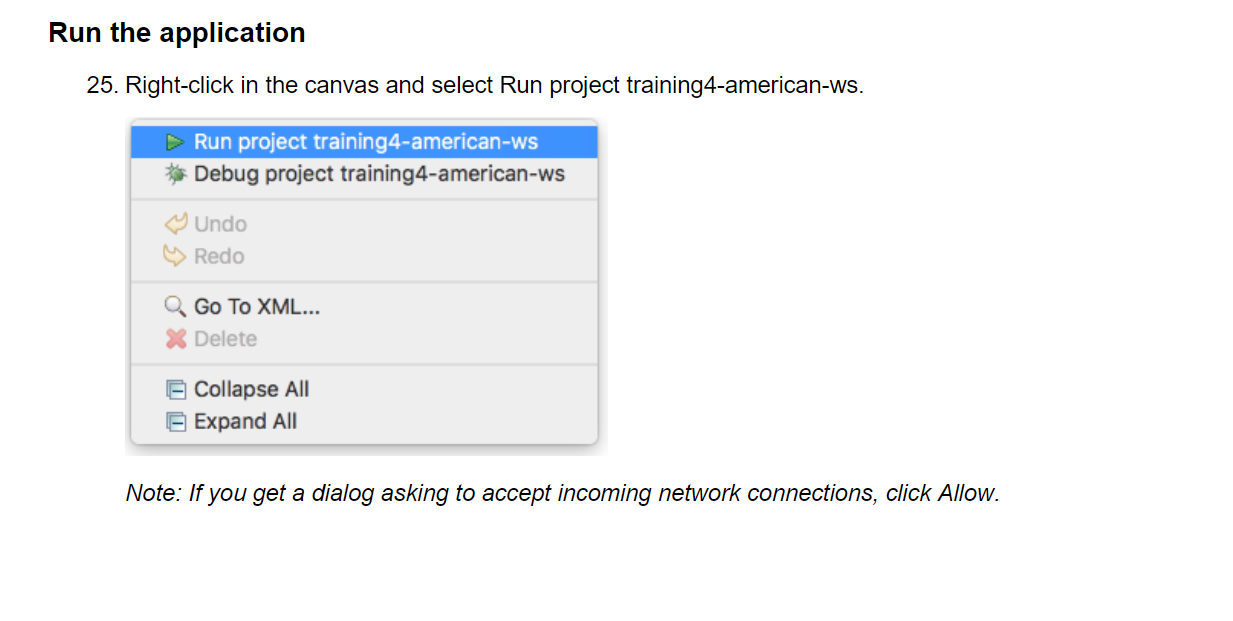 Run the application
25. Right-click in the canvas and select Run project training4-american-ws.
Run project training4-american-ws
Debug project training4-american-ws
Undo
Redo
Go To XML...
Delete
Collapse All
Expand All
Note: If you get a dialog asking to accept incoming network connections, click Allow.